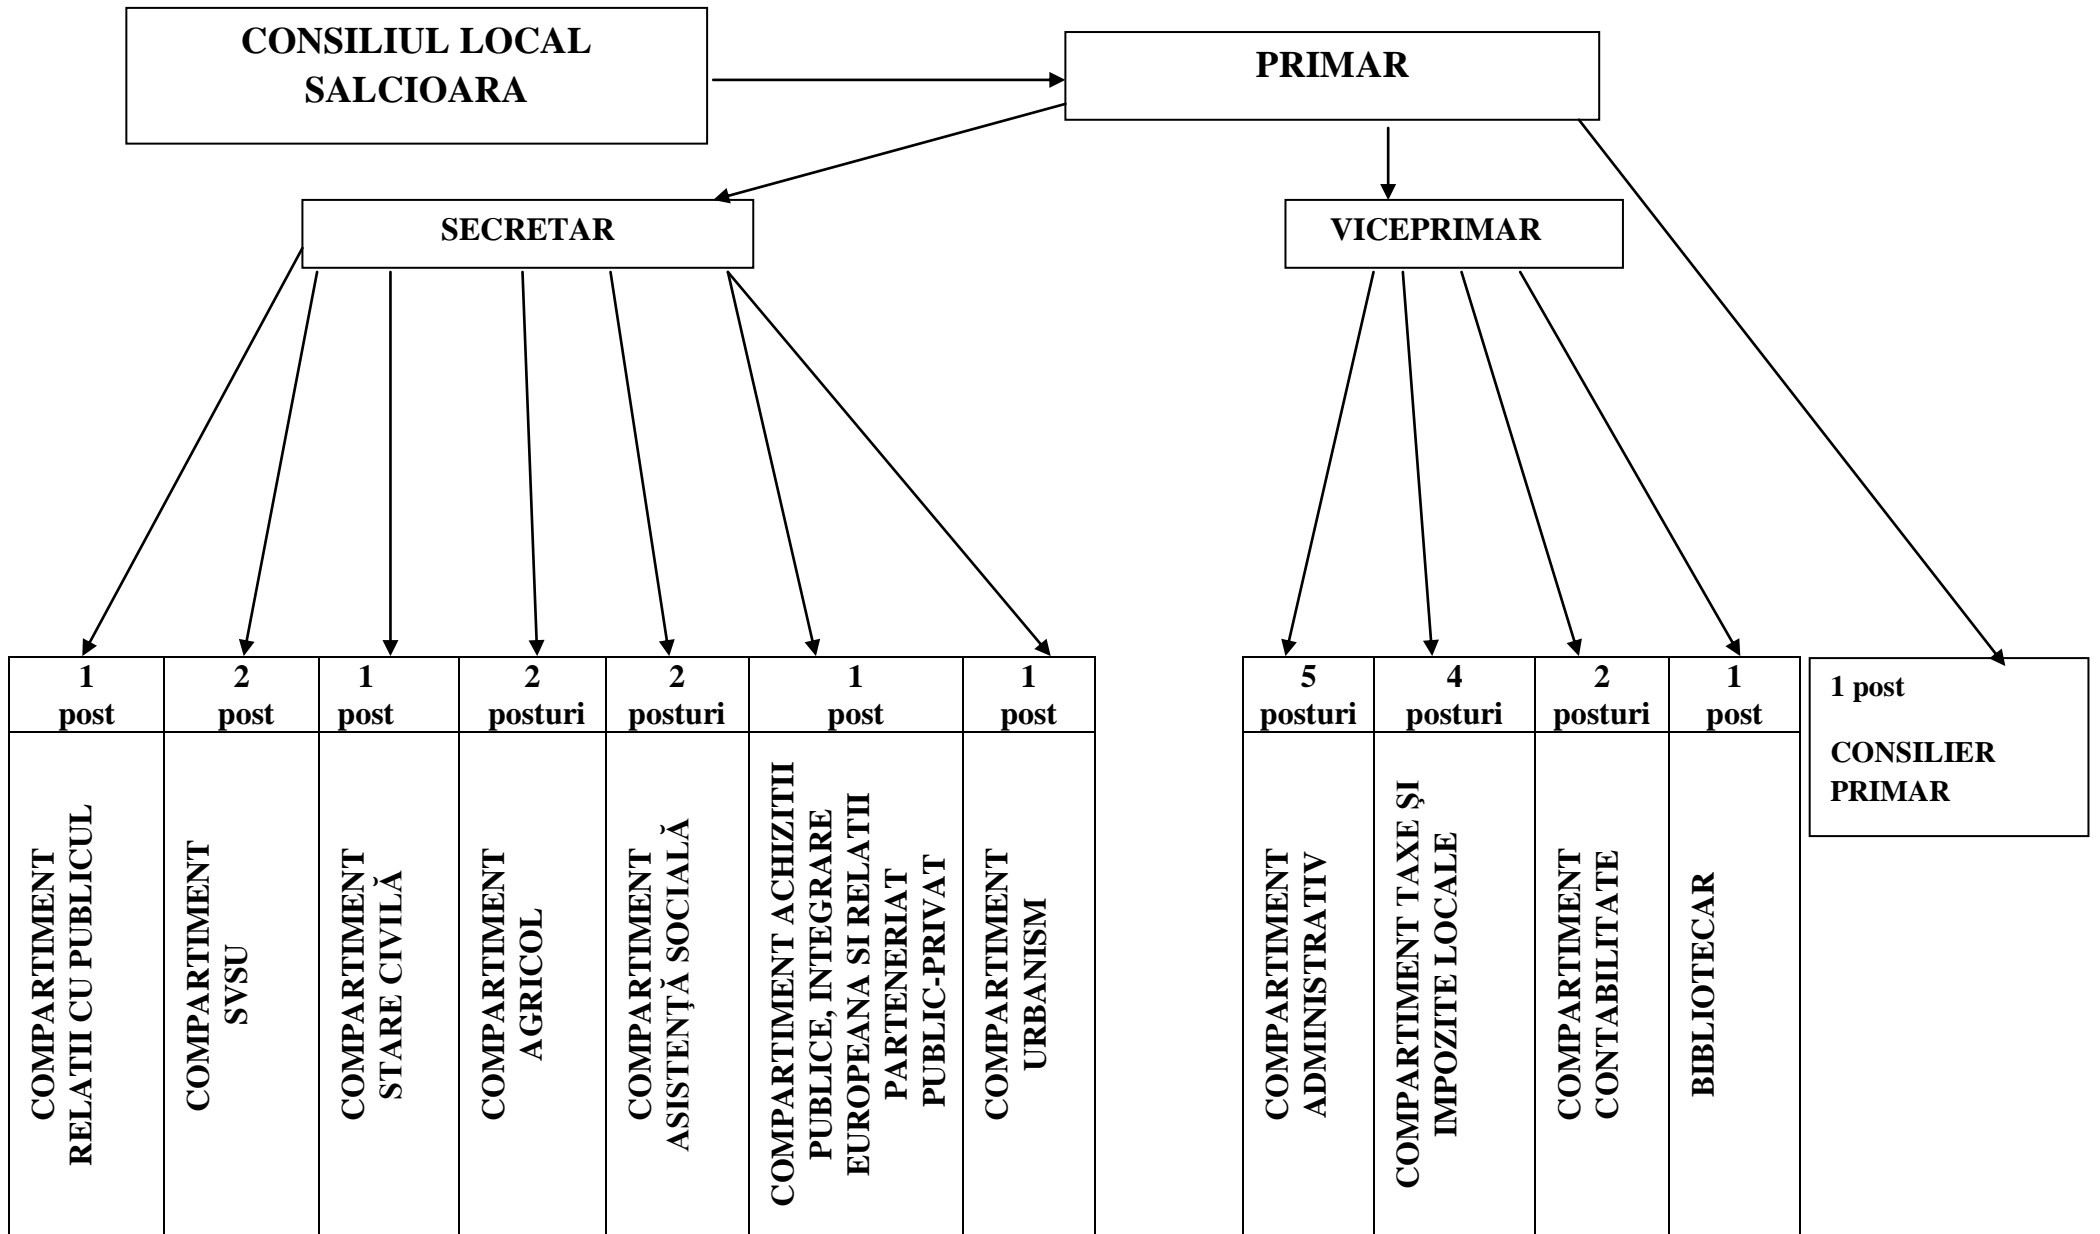 CONSILIUL LOCAL
SALCIOARA
PRIMAR
SECRETAR
VICEPRIMAR
1
post
2
post
1
post
2
posturi
2
posturi
1
post
1
post
5
posturi
4
posturi
2
posturi
1
post
1 post
CONSILIER
PRIMAR
COMPARTIMENT
RELATII CU PUBLICUL
COMPARTIMENT
SVSU
COMPARTIMENT
STARE CIVILĂ
COMPARTIMENT
AGRICOL
COMPARTIMENT
ASISTENŢĂ SOCIALĂ
COMPARTIMENT ACHIZITII
PUBLICE, INTEGRARE
EUROPEANA SI RELATII
PARTENERIAT
PUBLIC-PRIVAT
COMPARTIMENT
URBANISM
COMPARTIMENT
ADMINISTRATIV
COMPARTIMENT TAXE ŞI
IMPOZITE LOCALE
COMPARTIMENT
CONTABILITATE
BIBLIOTECAR